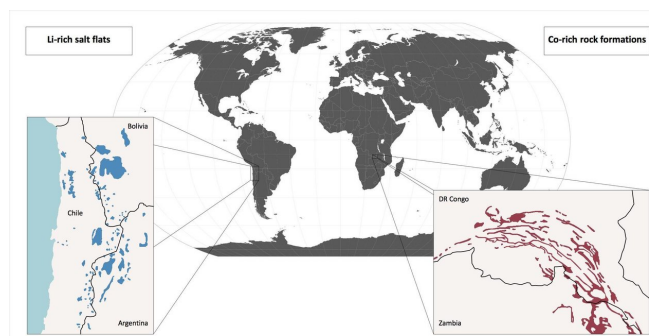 Li-rich salt flats
Co-rich rock formations
Bolivia
Chile
Argentina
DR Congo
Zambia